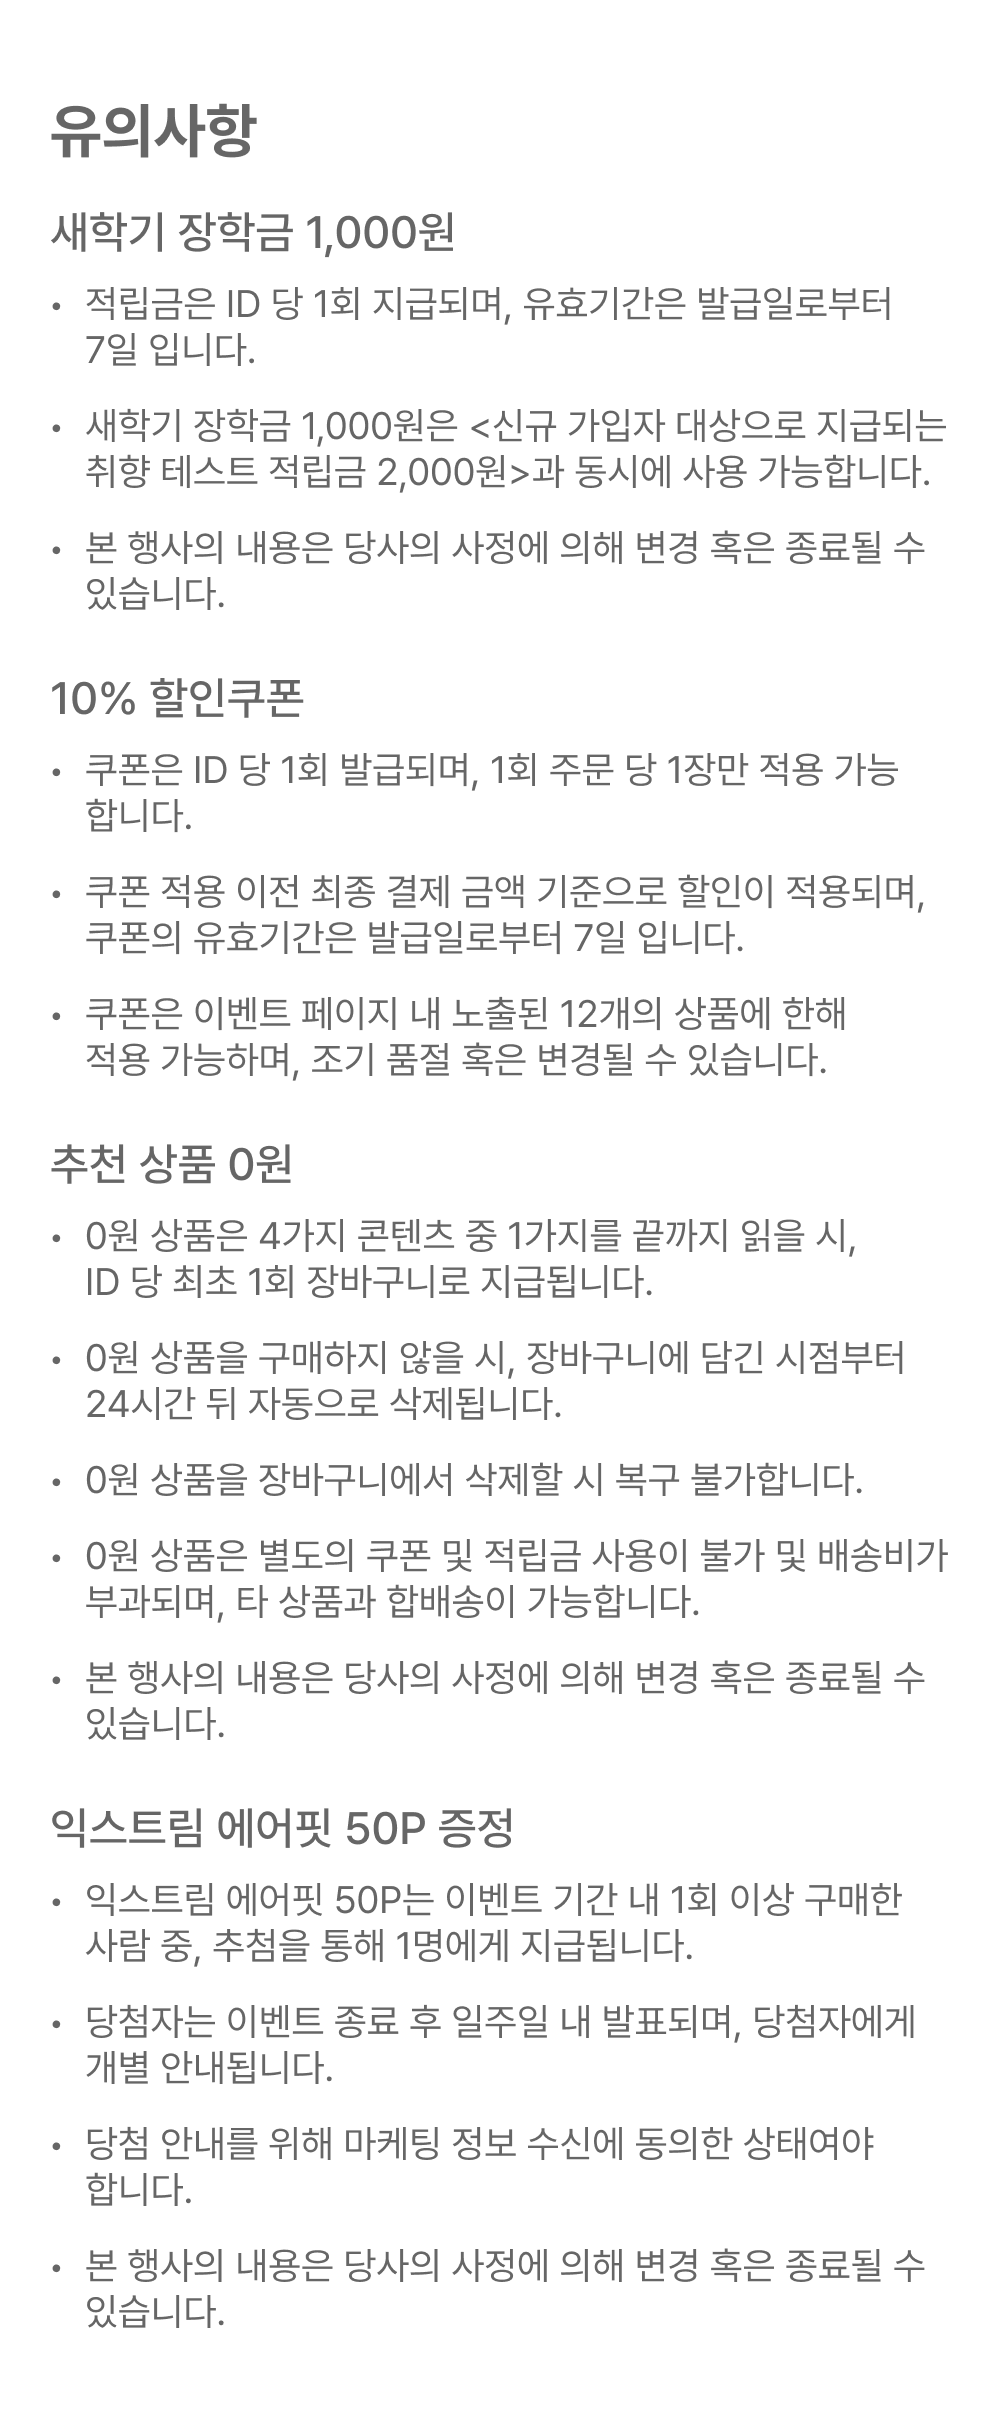 유의사항
새학기 장학금 1,000원
• 적립금은 ID 당 1회 지급되며, 유효기간은 발급일로부터
7일 입니다.
• 새학기 장학금 1,000원은 <신규 가입자 대상으로 지급되는
취향 테스트 적립금 2,000원>과 동시에 사용 가능합니다.
• 본 행사의 내용은 당사의 사정에 의해 변경 혹은 종료될 수
있습니다.
10% 할인쿠폰
• 쿠폰은 ID 당 1회 발급되며, 1회 주문 당 1장만 적용 가능
합니다.
• 쿠폰 적용 이전 최종 결제 금액 기준으로 할인이 적용되며,
쿠폰의 유효기간은 발급일로부터 7일 입니다.
• 쿠폰은 이벤트 페이지 내 노출된 12개의 상품에 한해
적용 가능하며, 조기 품절 혹은 변경될 수 있습니다.
추천 상품 0원
• 0원 상품은 4가지 콘텐츠 중 1가지를 끝까지 읽을 시,
ID 당 최초 1회 장바구니로 지급됩니다.
• 0원 상품을 구매하지 않을 시, 장바구니에 담긴 시점부터
24시간 뒤 자동으로 삭제됩니다.
• 0원 상품을 장바구니에서 삭제할 시 복구 불가합니다.
• 0원 상품은 별도의 쿠폰 및 적립금 사용이 불가 및 배송비가
부과되며, 타 상품과 합배송이 가능합니다.
• 본 행사의 내용은 당사의 사정에 의해 변경 혹은 종료될 수
있습니다.
익스트림 에어핏 50P 증정
• 익스트림 에어핏 50P는 이벤트 기간 내 1회 이상 구매한
사람 중, 추첨을 통해 1명에게 지급됩니다.
• 당첨자는 이벤트 종료 후 일주일 내 발표되며, 당첨자에게
개별 안내됩니다.
• 당첨 안내를 위해 마케팅 정보 수신에 동의한 상태여야
합니다.
• 본 행사의 내용은 당사의 사정에 의해 변경 혹은 종료될 수
있습니다.